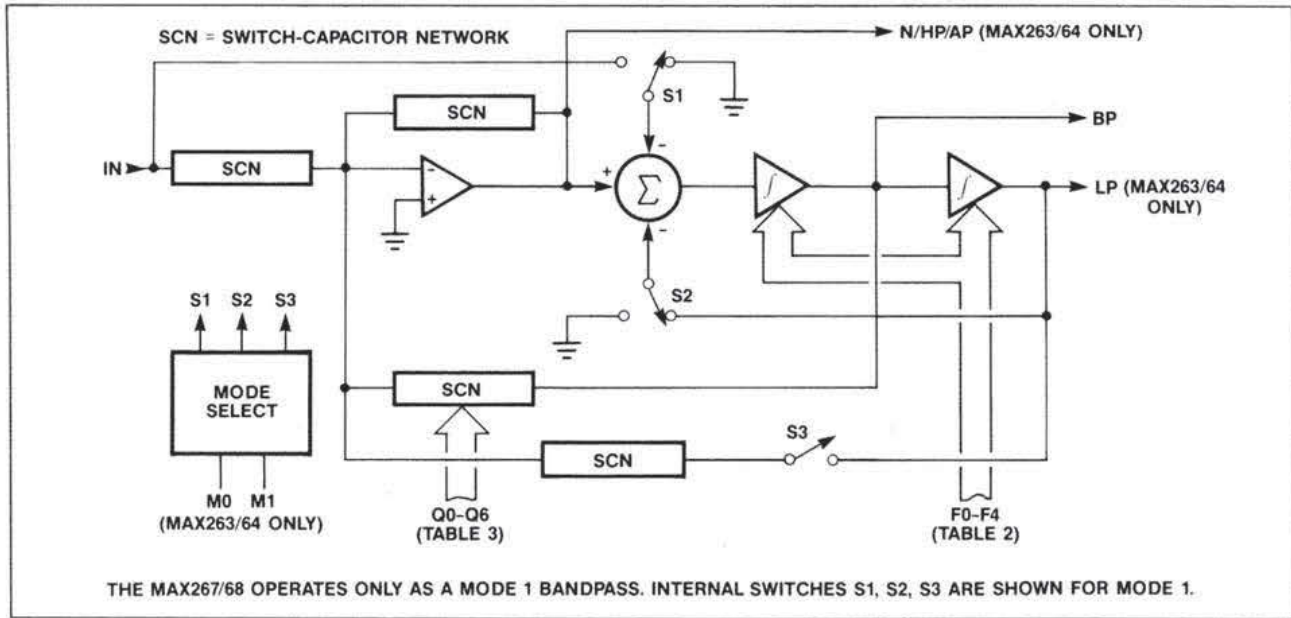 SCN = SWITCH-CAPACITOR NETWORK
N/HP/AP (MAX263/64 ONLY)
S1
SCN
BP
IN
SCN
-
+
+
-
Σ
-
∫
∫
LP (MAX263/64
ONLY)
S1 S2 S3
S2
MODE
SELECT
SCN
S3
SCN
M0 M1
(MAX263/64 ONLY)
Q0-Q6
(TABLE 3)
F0-F4
(TABLE 2)
THE MAX267/68 OPERATES ONLY AS A MODE 1 BANDPASS. INTERNAL SWITCHES S1, S2, S3 ARE SHOWN FOR MODE 1.